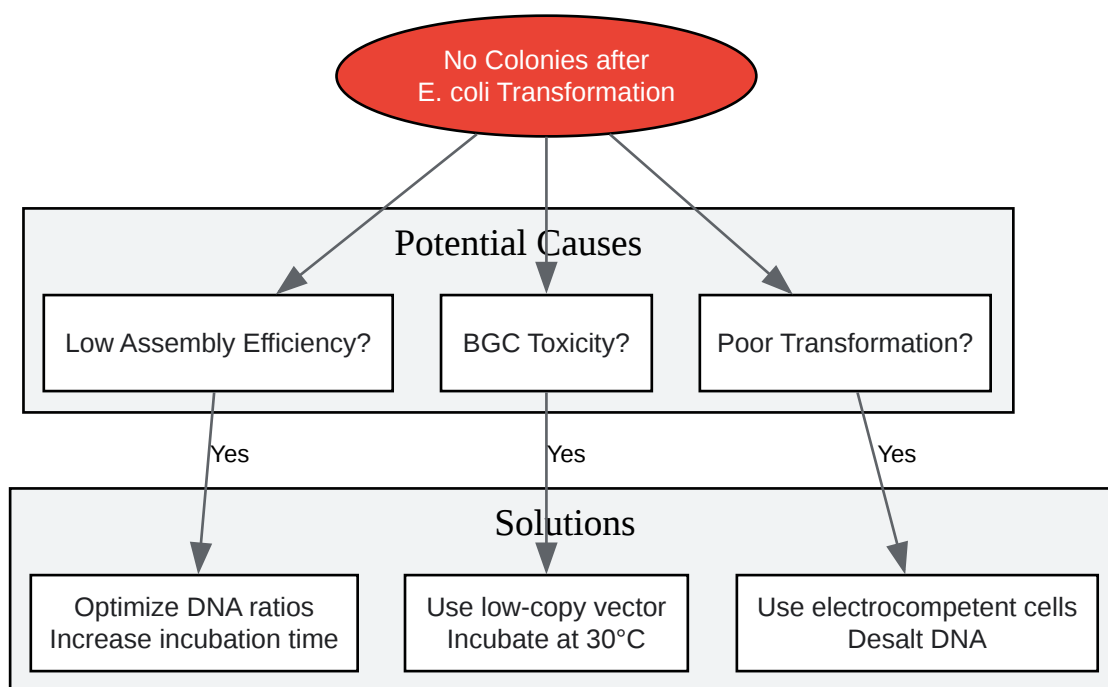 No Colonies after
E. coli Transformation
Potential Causes
Low Assembly Efficiency?
BGC Toxicity?
Poor Transformation?
Yes
Yes
Yes
Solutions
Optimize DNA ratios
Increase incubation time
Use low-copy vector
Incubate at 30°C
Use electrocompetent cells
Desalt DNA